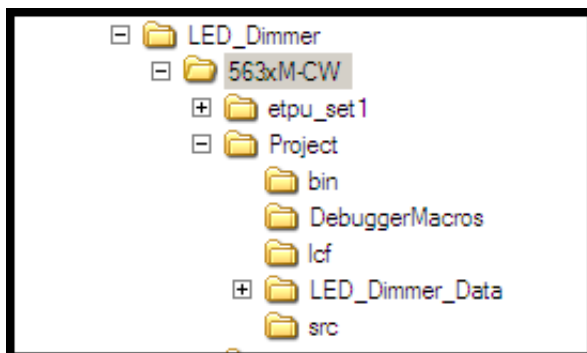 LED_Dimmer
563xM-CW
etpu_set1
Project
bin
DebuggerMacros
lcf
LED_Dimmer_Data
src